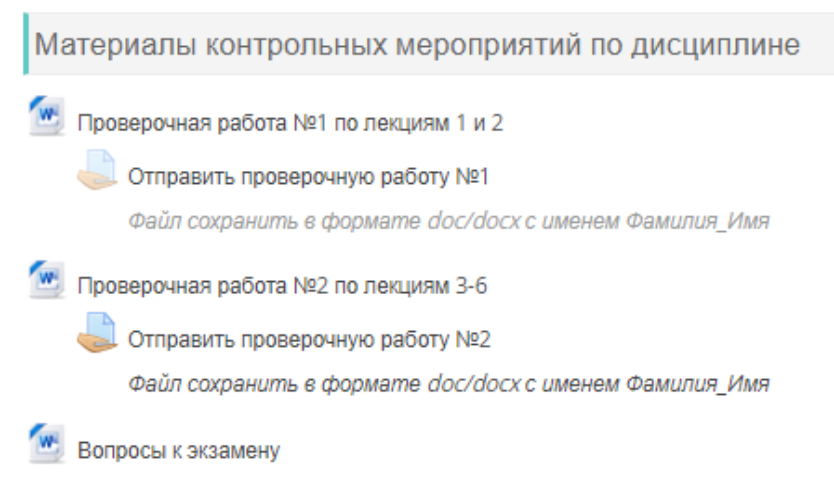 Материалы контрольных мероприятий по дисциплине
Проверочная работа №1 по лекциям 1 и 2
Отправить проверочную работу №1
Файл сохранить в формате doc/docx с именем Фамилия_Имя
Проверочная работа №2 по лекциям 3-6
Отправить проверочную работу №2
Файл сохранить в формате doc/docx с именем Фамилия_Имя
Вопросы к экзамену